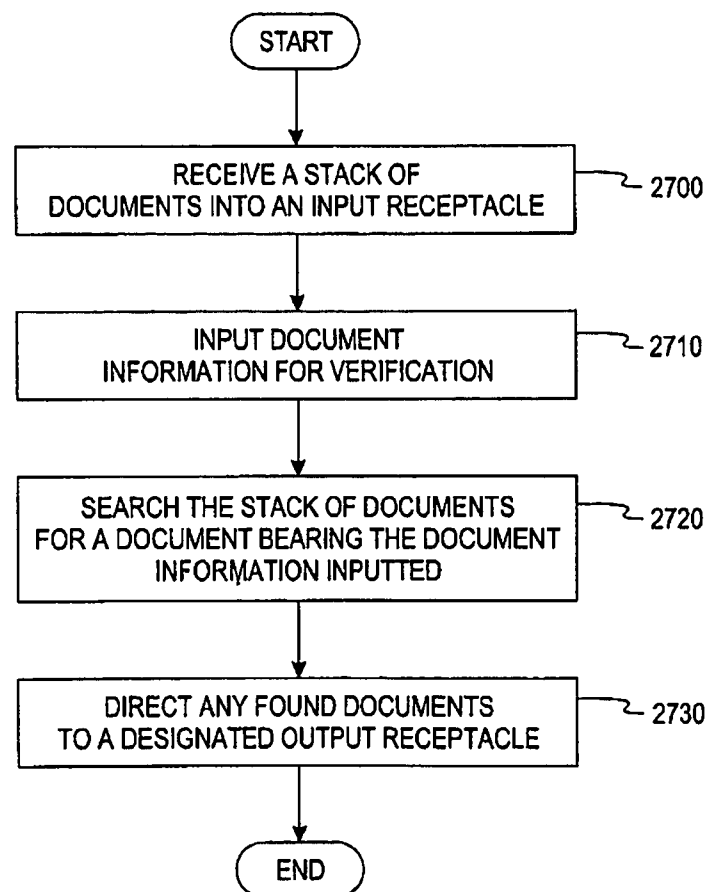 START
RECEIVE A STACK OF
DOCUMENTS INTO AN INPUT RECEPTACLE
2700
INPUT DOCUMENT
INFORMATION FOR VERIFICATION
2710
SEARCH THE STACK OF DOCUMENTS
FOR A DOCUMENT BEARING THE DOCUMENT
INFORMATION INPUTTED
2720
DIRECT ANY FOUND DOCUMENTS
TO A DESIGNATED OUTPUT RECEPTACLE
2730
END